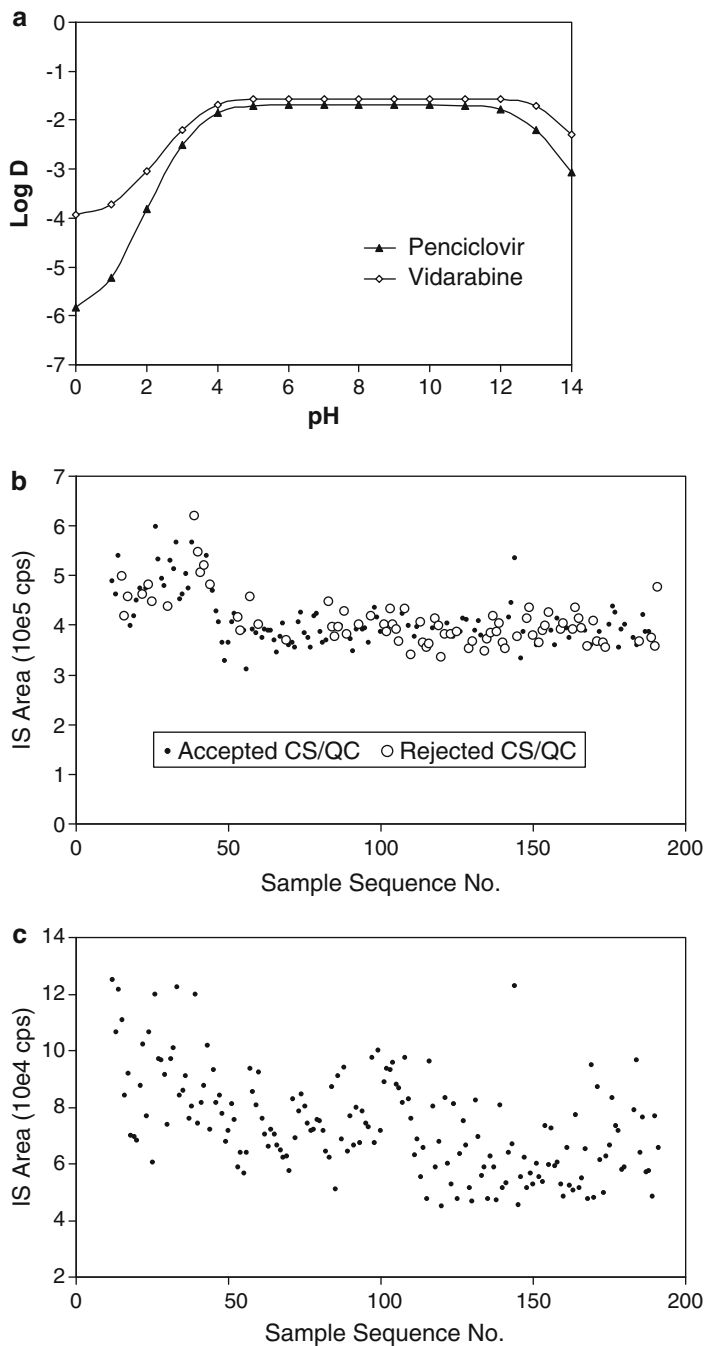 a
0
-1
-2
-3
-4
-5
-6
-7
Log D
Penciclovir
Vidarabine
0 2 4 6 8 10 12 14
pH
b
7
6
5
4
3
2
1
0
IS Area (10e5 cps)
Accepted CS/QC Rejected CS/QC
0 50 100 150 200
Sample Sequence No.
c
14
12
10
8
6
4
2
IS Area (10e4 cps)
0 50 100 150 200
Sample Sequence No.